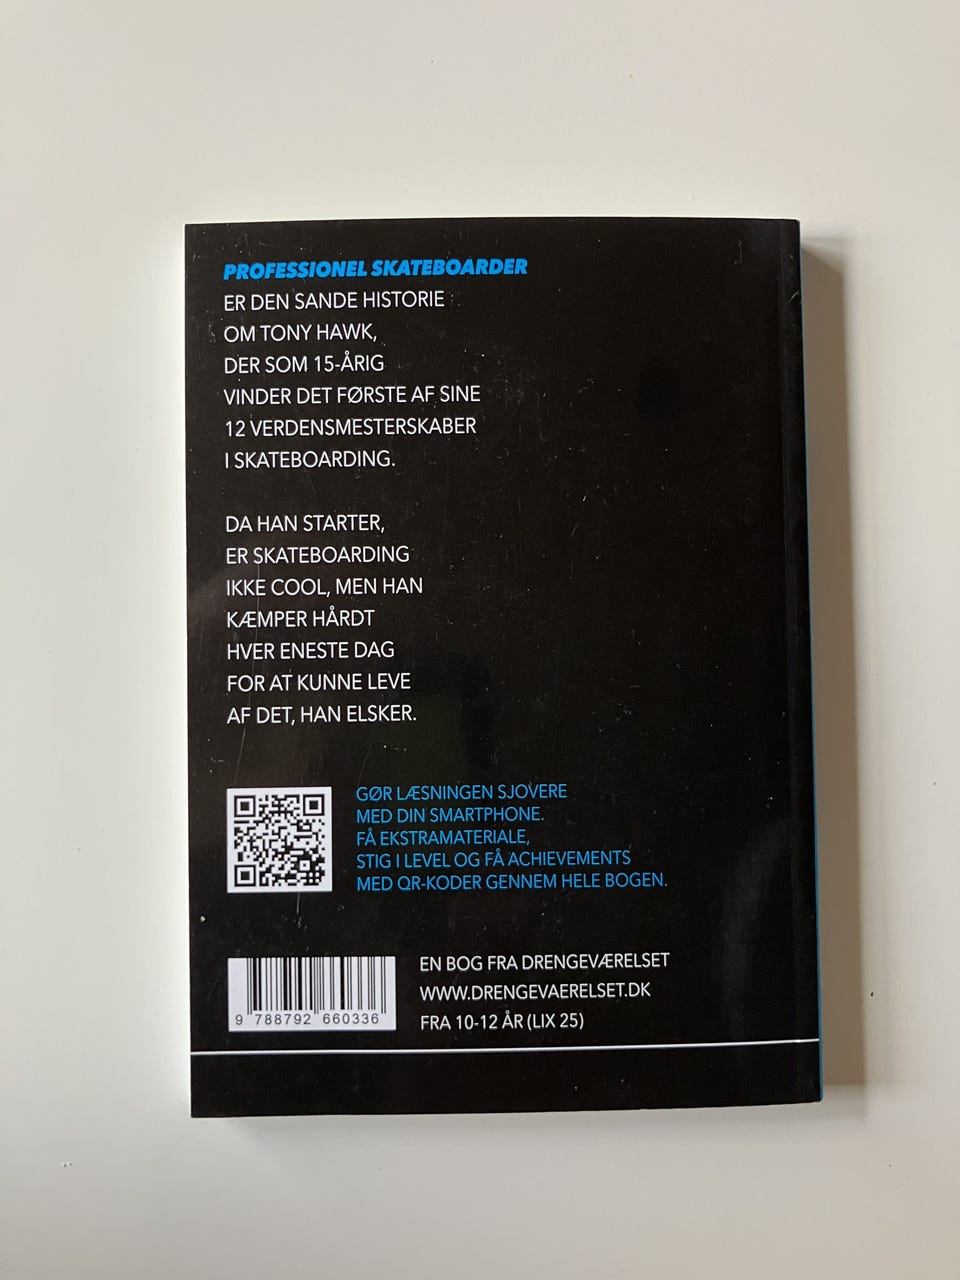 PROFESSIONEL SKATEBOARDER
ER DEN SANDE HISTORIE
OM TONY HAWK,
DER SOM 15-ÅRIG
VINDER DET FØRSTE AF SINE
12 VERDENSMESTERSKABER
I SKATEBOARDING.
DA HAN STARTER,
ER SKATEBOARDING
IKKE COOL, MEN HAN
KÆMPER HÅRDT
HVER ENESTE DAG
FOR AT KUNNE LEVE
AF DET, HAN ELSKER.
GØR LÆSNINGEN SJOVERE
MED DIN SMARTPHONE.
FÅ EKSTRAMATERIALE,
STIG I LEVEL OG FÅ ACHIEVEMENTS
MED QR-KODER GENNEM HELE BOGEN.
EN BOG FRA DRENGEVÆRELSET
WWW.DRENGEVAERELSET.DK
FRA 10-12 ÅR (LIX 25)
9 788792 660336